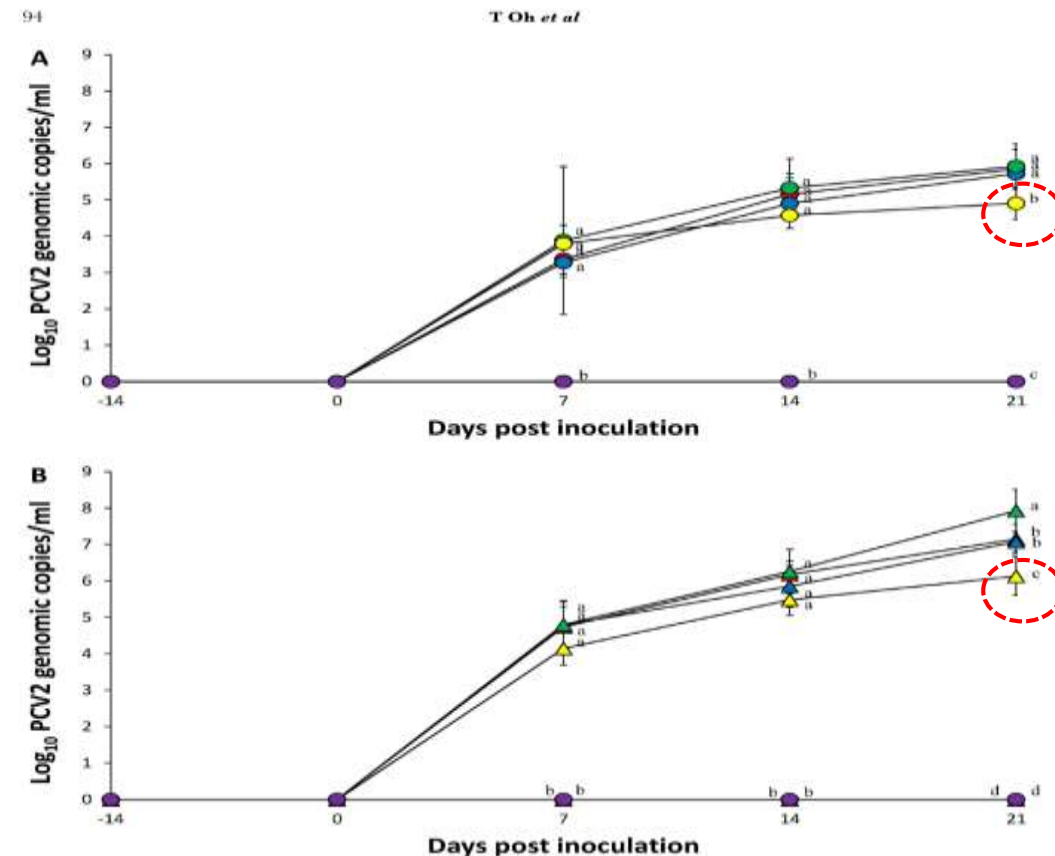 94
T Oh et al
A
Log10 PCV2 genomic copies/ml
9
8
7
6
5
4
3
2
1
0
a
a
a
a
a
a
a
a
a
a
b
b
b
c
-14 0 7 14 21
Days post inoculation
B
Log10 PCV2 genomic copies/ml
9
8
7
6
5
4
3
2
1
0
a
a
a
a
a
a
a
a
a
b
b
c
b b b b d d
-14 0 7 14 21
Days post inoculation